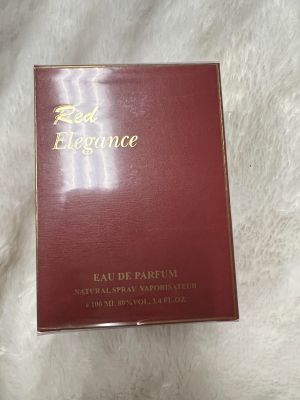 Red
Elegance
EAU DE PARFUM
NATURAL SPRAY VAPORISATEUR
e 100 ML 80% VOL. 3.4 FL.OZ.